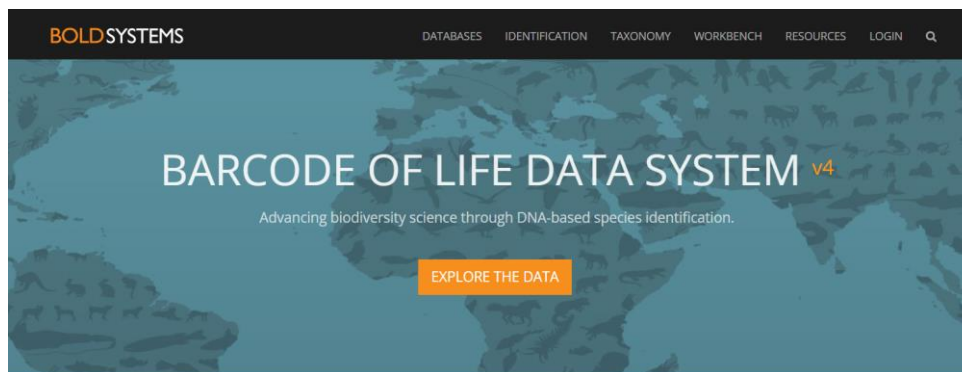 BOLDSYSTEMS DATABASES IDENTIFICATION TAXONOMY WORKBENCH RESOURCES LOGIN
BARCODE OF LIFE DATA SYSTEM v4
Advancing biodiversity science through DNA-based species identification.
EXPLORE THE DATA